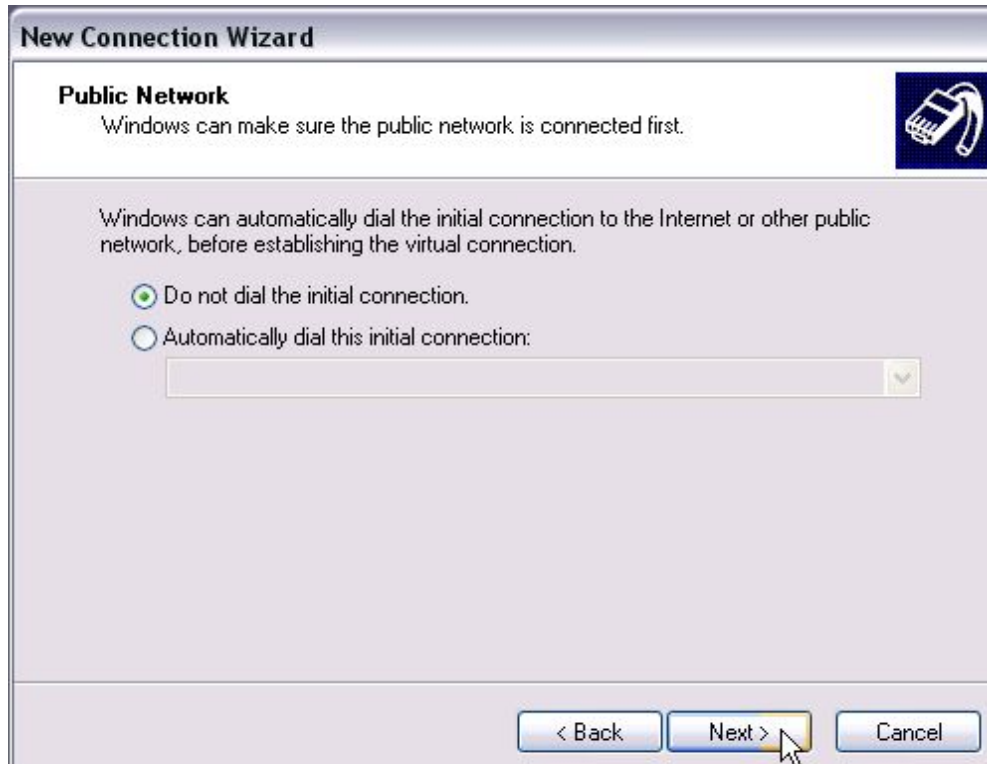 New Connection Wizard
Public Network
Windows can make sure the public network is connected first.
Windows can automatically dial the initial connection to the Internet or other public
network, before establishing the virtual connection.
Do not dial the initial connection.
Automatically dial this initial connection:
< Back Next > Cancel